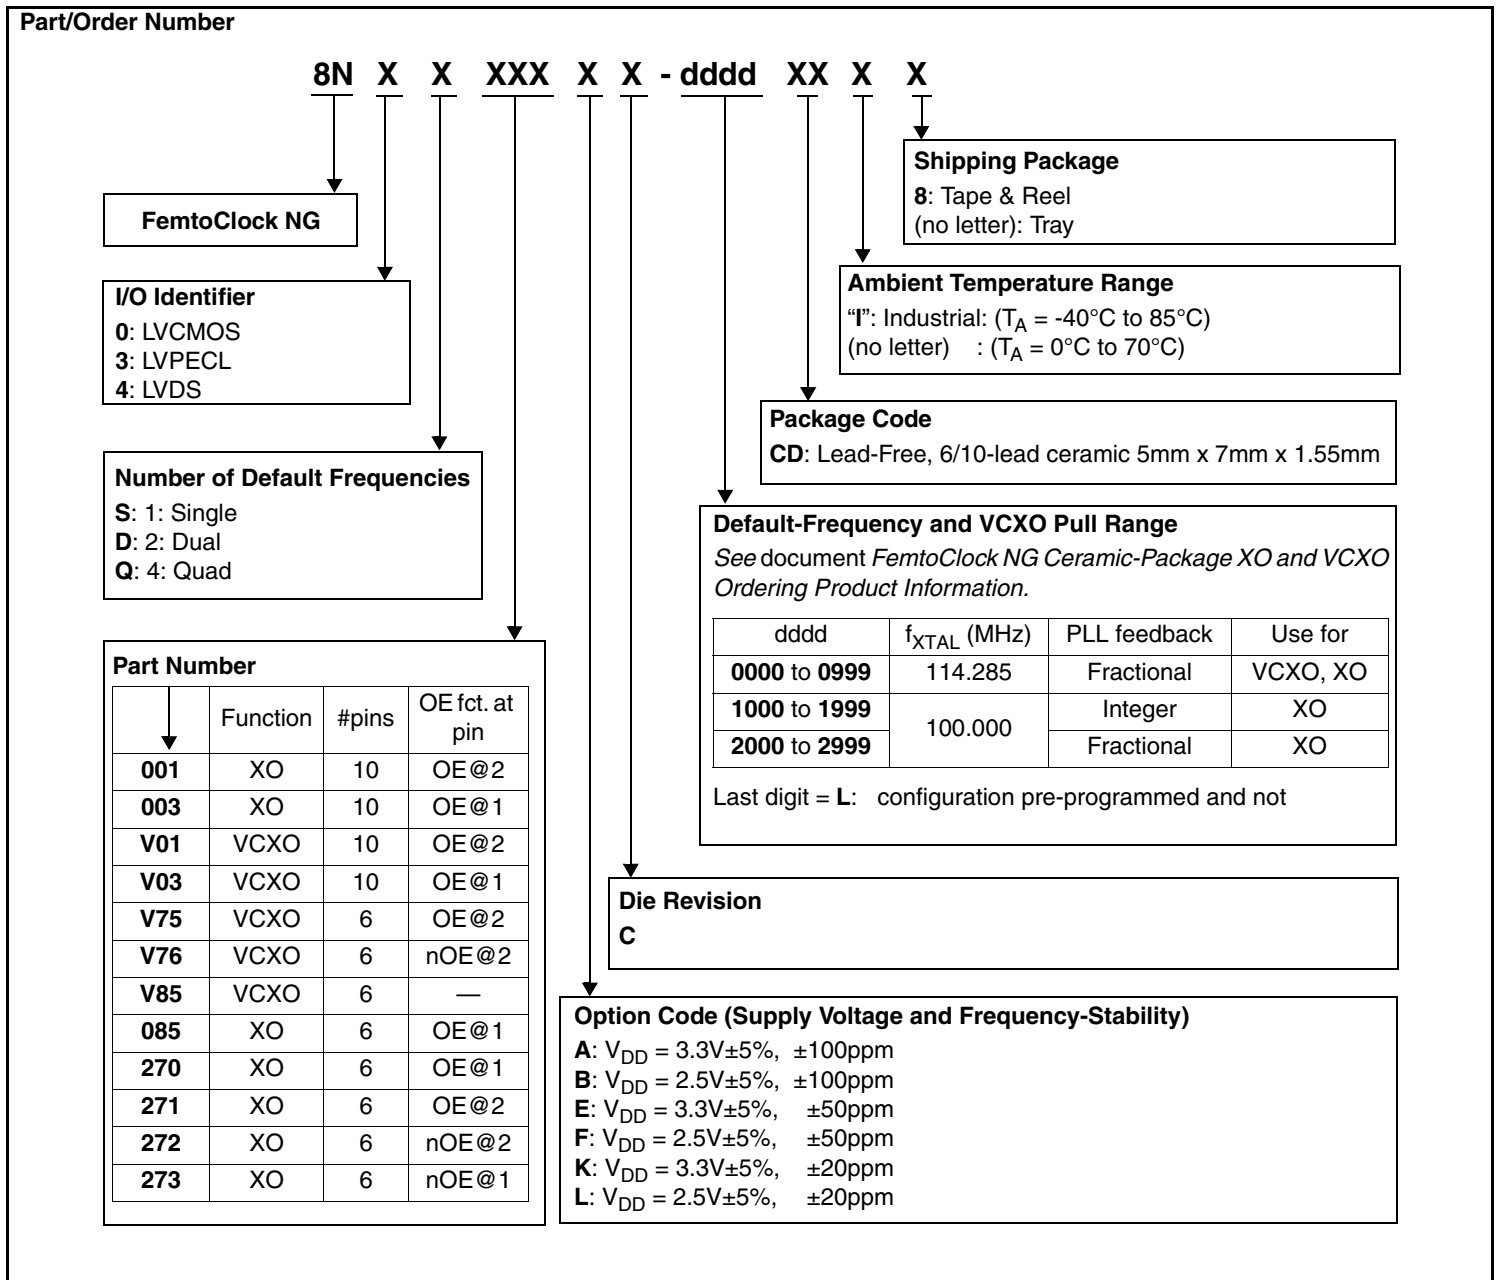 Part/Order Number
8N X X XXX X X - dddd XX X X
Shipping Package
8: Tape & Reel
(no letter): Tray
FemtoClock NG
Ambient Temperature Range
“I”: Industrial: (TA = -40°C to 85°C)
(no letter) : (TA = 0°C to 70°C)
I/O Identifier
0: LVCMOS
3: LVPECL
4: LVDS
Package Code
CD: Lead-Free, 6/10-lead ceramic 5mm x 7mm x 1.55mm
Number of Default Frequencies
S: 1: Single
D: 2: Dual
Q: 4: Quad
Default-Frequency and VCXO Pull Range
See document FemtoClock NG Ceramic-Package XO and VCXO
Ordering Product Information.
dddd fXTAL (MHz) PLL feedback Use for
0000 to 0999 114.285 Fractional VCXO, XO
1000 to 1999 100.000 Integer XO
2000 to 2999 Fractional XO
Last digit = L: configuration pre-programmed and not
Part Number
Function #pins OE fct. at
pin
001 XO 10 OE@2
003 XO 10 OE@1
V01 VCXO 10 OE@2
V03 VCXO 10 OE@1
V75 VCXO 6 OE@2
V76 VCXO 6 nOE@2
V85 VCXO 6 —
085 XO 6 OE@1
270 XO 6 OE@1
271 XO 6 OE@2
272 XO 6 nOE@2
273 XO 6 nOE@1
Die Revision
C
Option Code (Supply Voltage and Frequency-Stability)
A: VDD = 3.3V±5%, ±100ppm
B: VDD = 2.5V±5%, ±100ppm
E: VDD = 3.3V±5%, ±50ppm
F: VDD = 2.5V±5%, ±50ppm
K: VDD = 3.3V±5%, ±20ppm
L: VDD = 2.5V±5%, ±20ppm